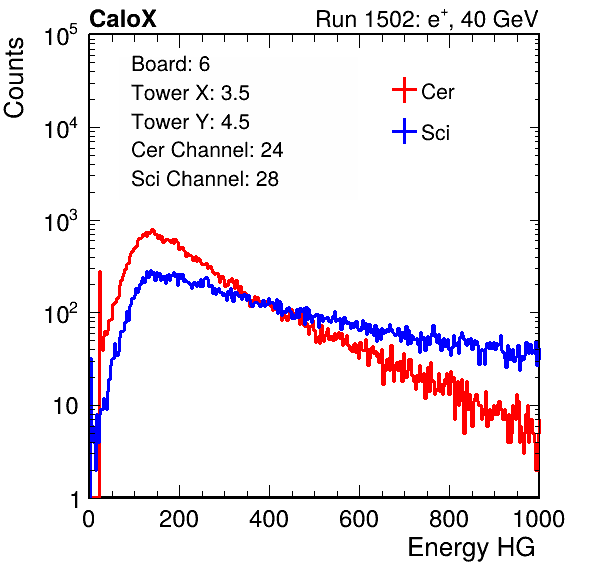 CaloX Run 1502: e⁺, 40 GeV
Counts
10⁵
10⁴
10³
10²
10
1
Board: 6
Tower X: 3.5
Tower Y: 4.5
Cer Channel: 24
Sci Channel: 28
Cer
Sci
0 200 400 600 800 1000
Energy HG